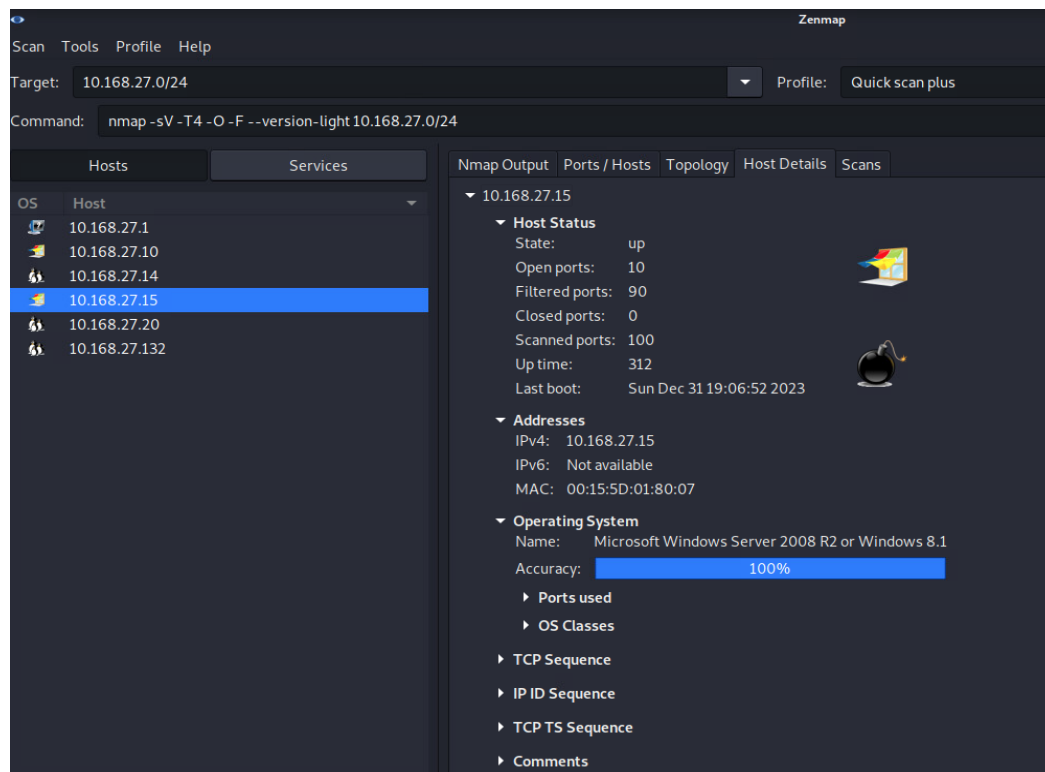 Zenmap
Scan Tools Profile Help
Target: 10.168.27.0/24 Profile: Quick scan plus
Command: nmap -sV -T4 -O -F --version-light 10.168.27.0/24
Hosts Services
Nmap Output Ports / Hosts Topology Host Details Scans
OS Host
10.168.27.1
10.168.27.10
10.168.27.14
10.168.27.15
10.168.27.20
10.168.27.132
10.168.27.15
Host Status
State: up
Open ports: 10
Filtered ports: 90
Closed ports: 0
Scanned ports: 100
Up time: 312
Last boot: Sun Dec 31 19:06:52 2023
Addresses
IPv4: 10.168.27.15
IPv6: Not available
MAC: 00:15:5D:01:80:07
Operating System
Name: Microsoft Windows Server 2008 R2 or Windows 8.1
Accuracy: 100%
Ports used
OS Classes
TCP Sequence
IP ID Sequence
TCP TS Sequence
Comments